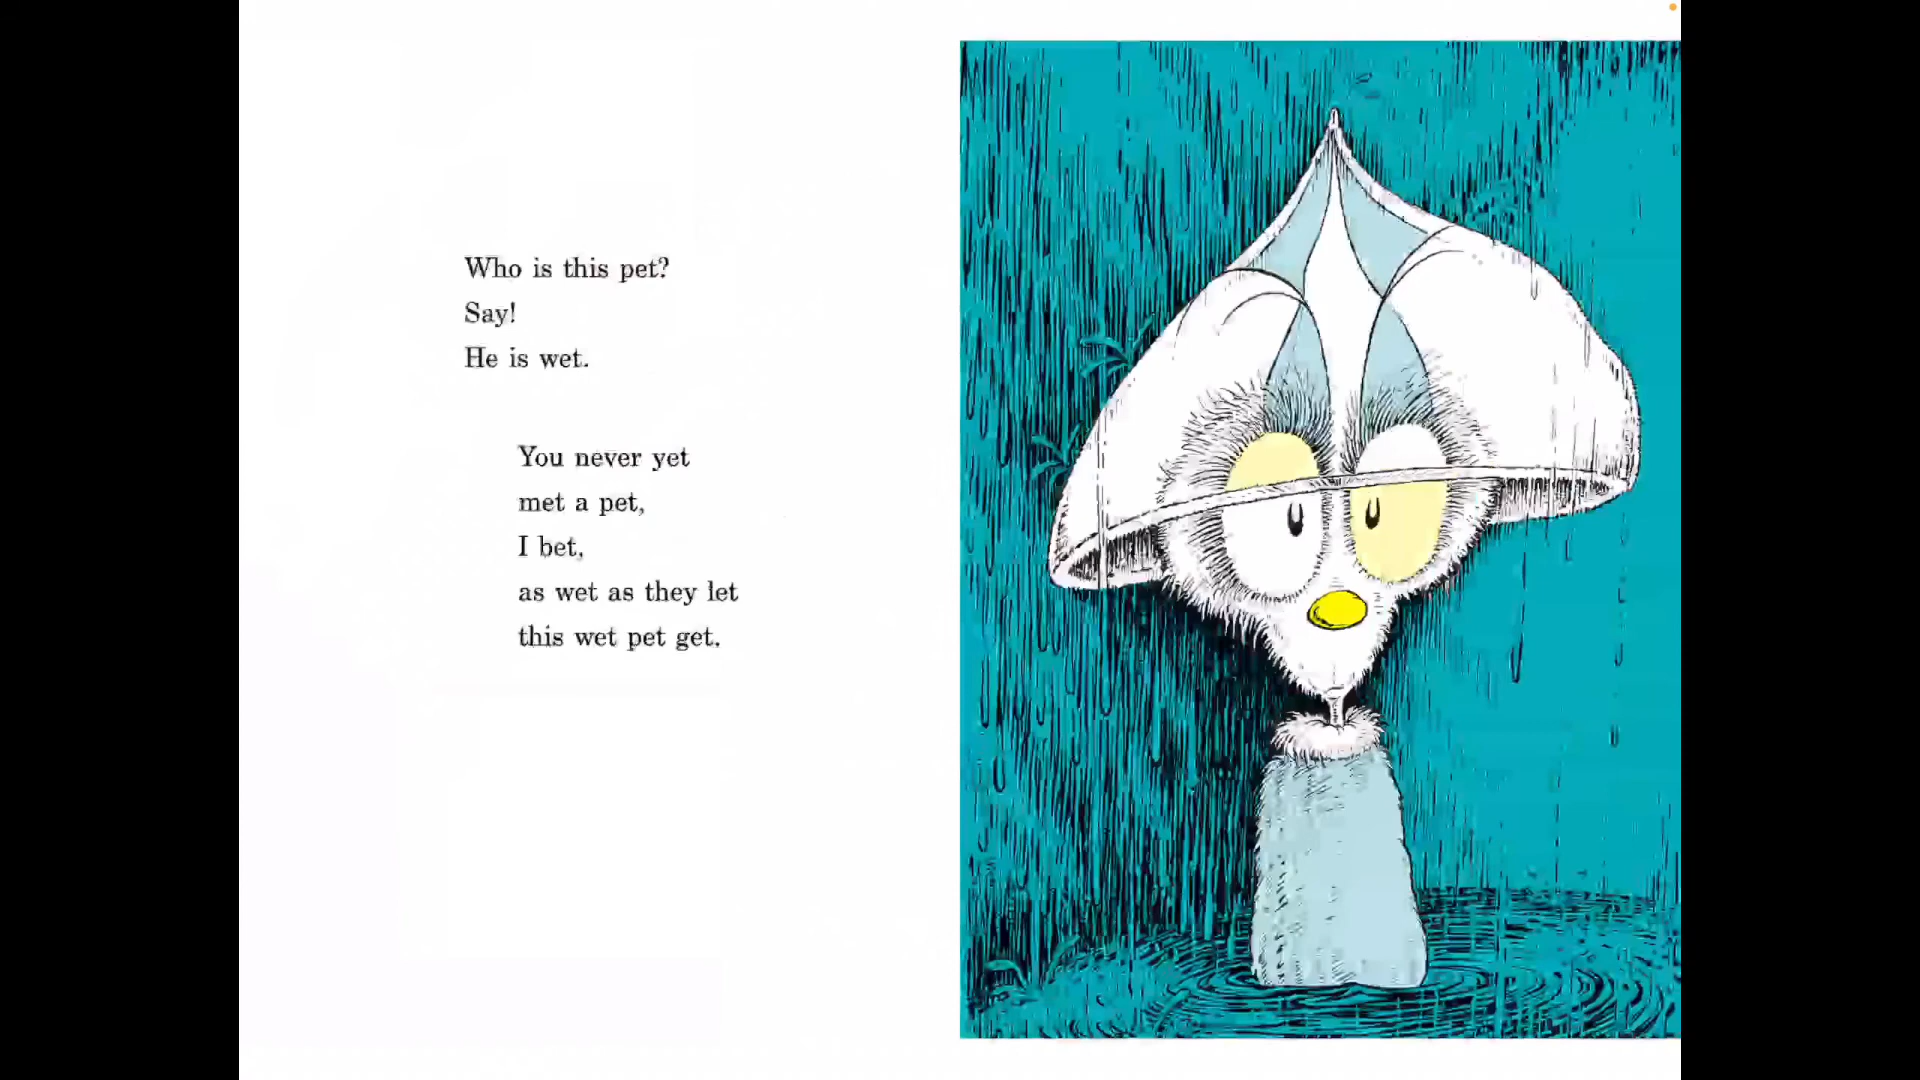 Who is this pet?
Say!
He is wet.
You never yet
met a pet,
I bet,
as wet as they let
this wet pet get.